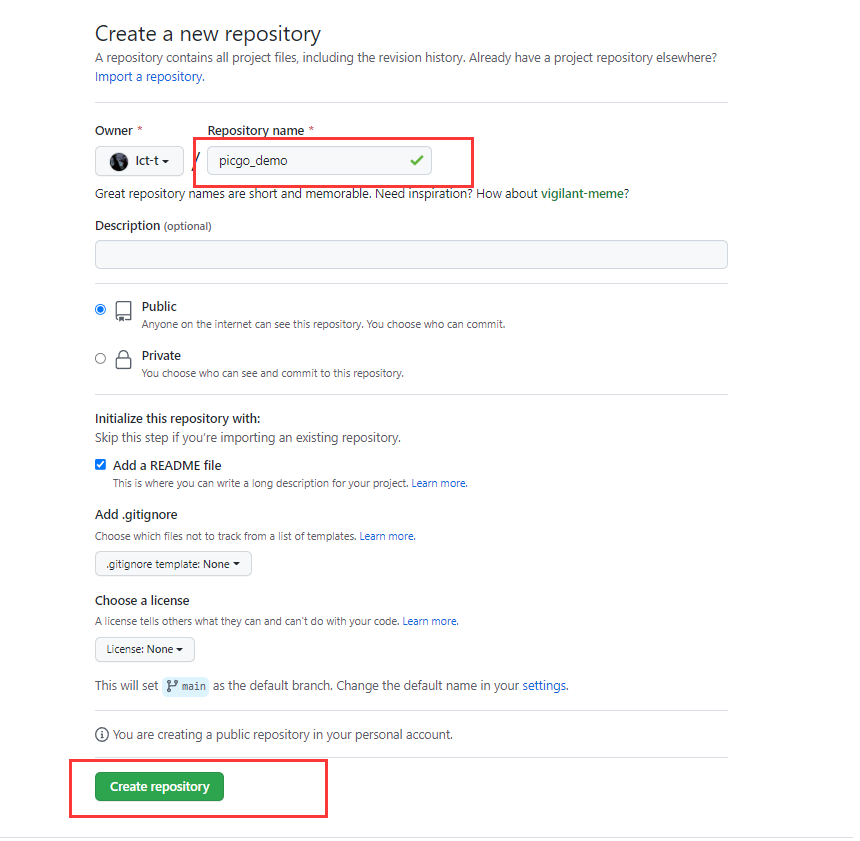 Create a new repository
A repository contains all project files, including the revision history. Already have a project repository elsewhere?
Import a repository.
Owner * Repository name *
lct-t / picgo_demo
Great repository names are short and memorable. Need inspiration? How about vigilant-meme?
Description (optional)
Public
Anyone on the internet can see this repository. You choose who can commit.
Private
You choose who can see and commit to this repository.
Initialize this repository with:
Skip this step if you're importing an existing repository.
Add a README file
This is where you can write a long description for your project. Learn more.
Add .gitignore
Choose which files not to track from a list of templates. Learn more.
.gitignore template: None
Choose a license
A license tells others what they can and can't do with your code. Learn more.
License: None
This will set main as the default branch. Change the default name in your settings.
You are creating a public repository in your personal account.
Create repository